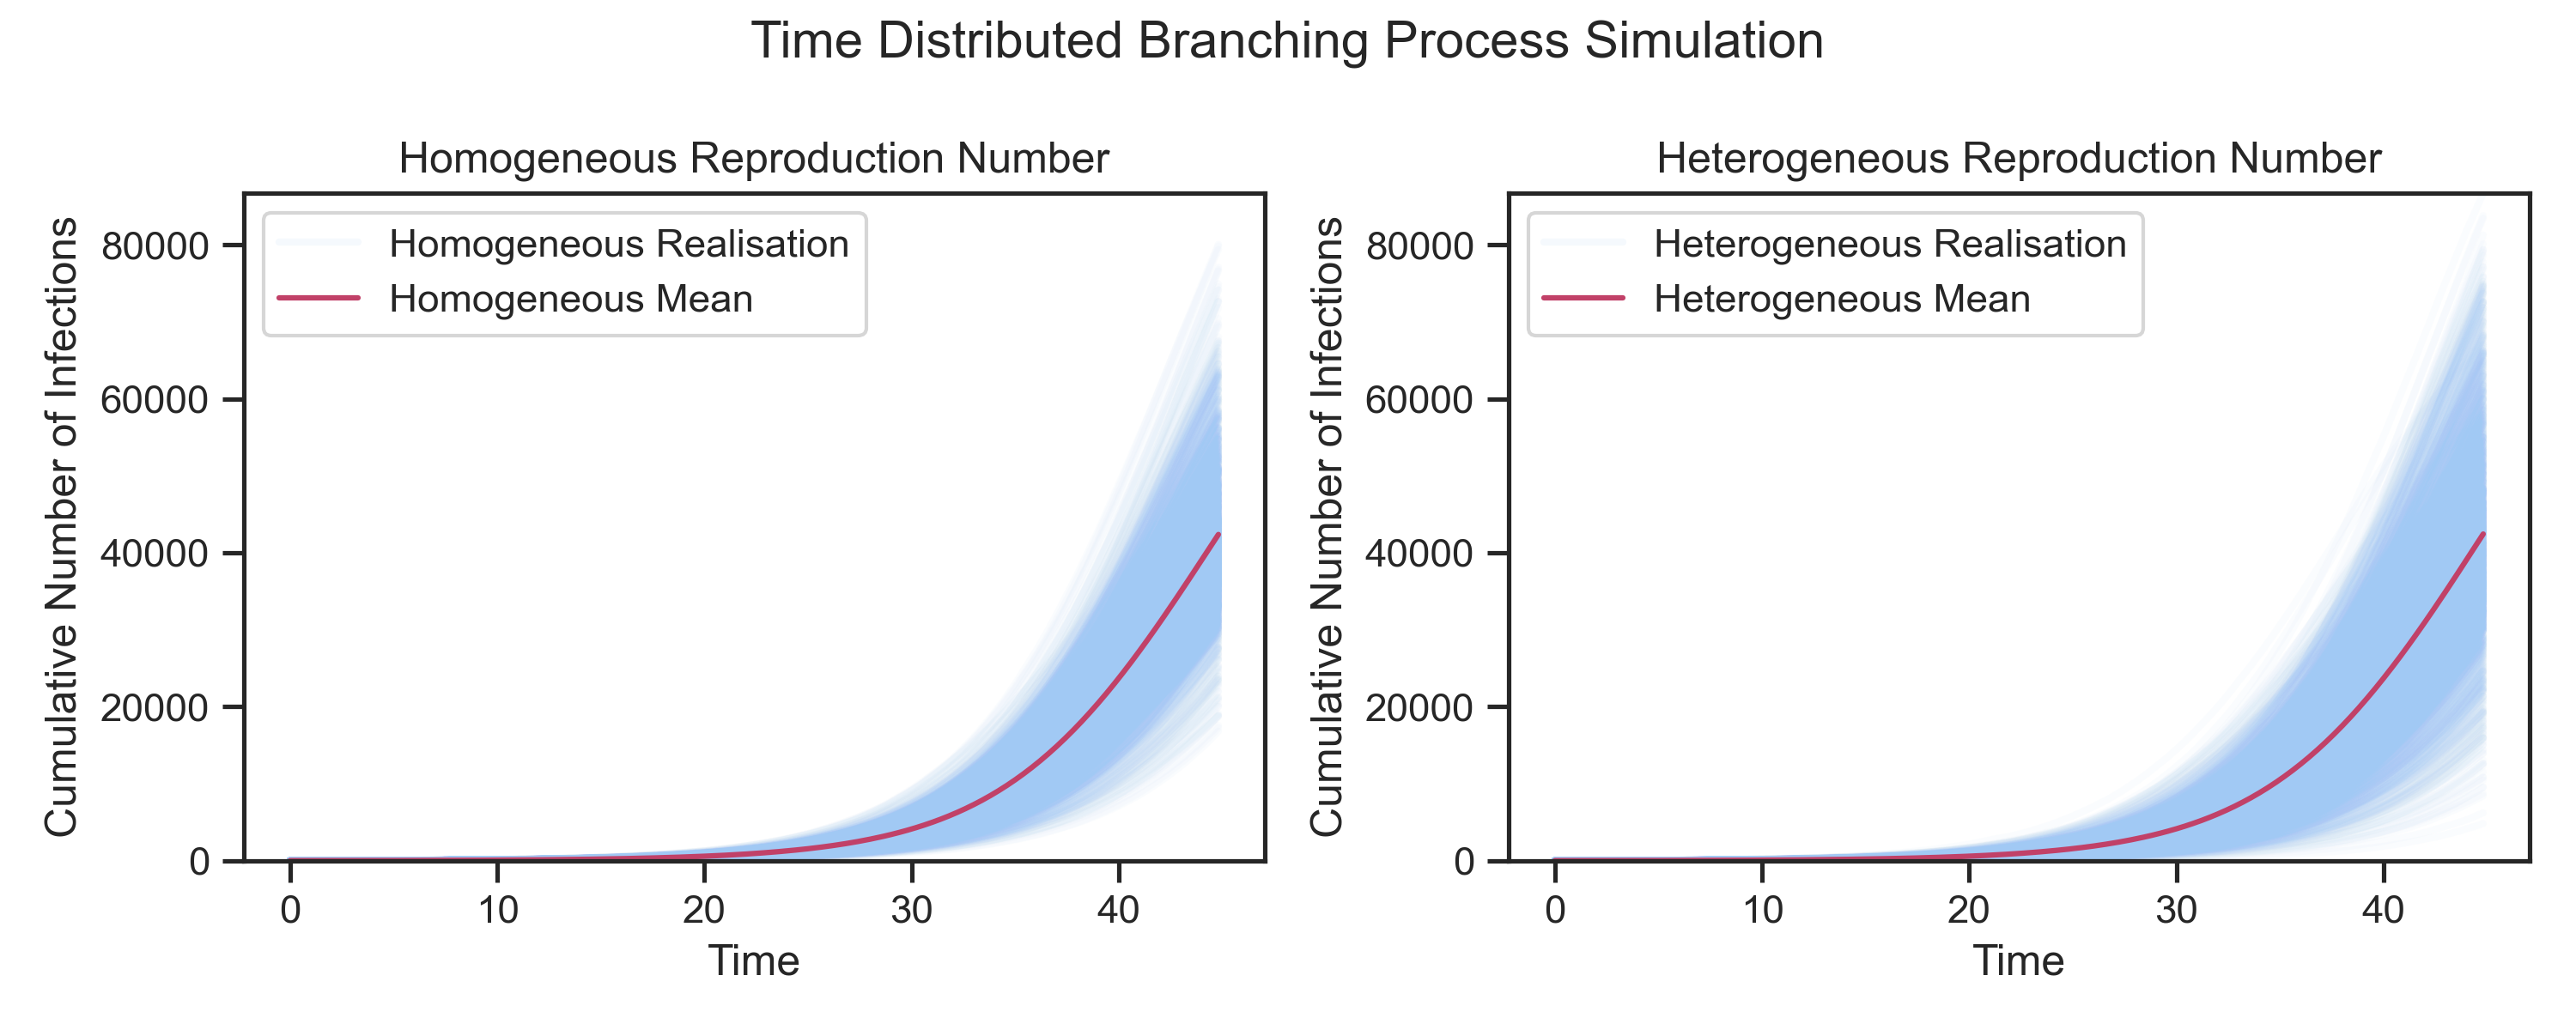 Time Distributed Branching Process Simulation
Homogeneous Reproduction Number
Cumulative Number of Infections
80000
60000
40000
20000
0
Homogeneous Realisation
Homogeneous Mean
0 10 20 30 40
Time
Heterogeneous Reproduction Number
Cumulative Number of Infections
80000
60000
40000
20000
0
Heterogeneous Realisation
Heterogeneous Mean
0 10 20 30 40
Time